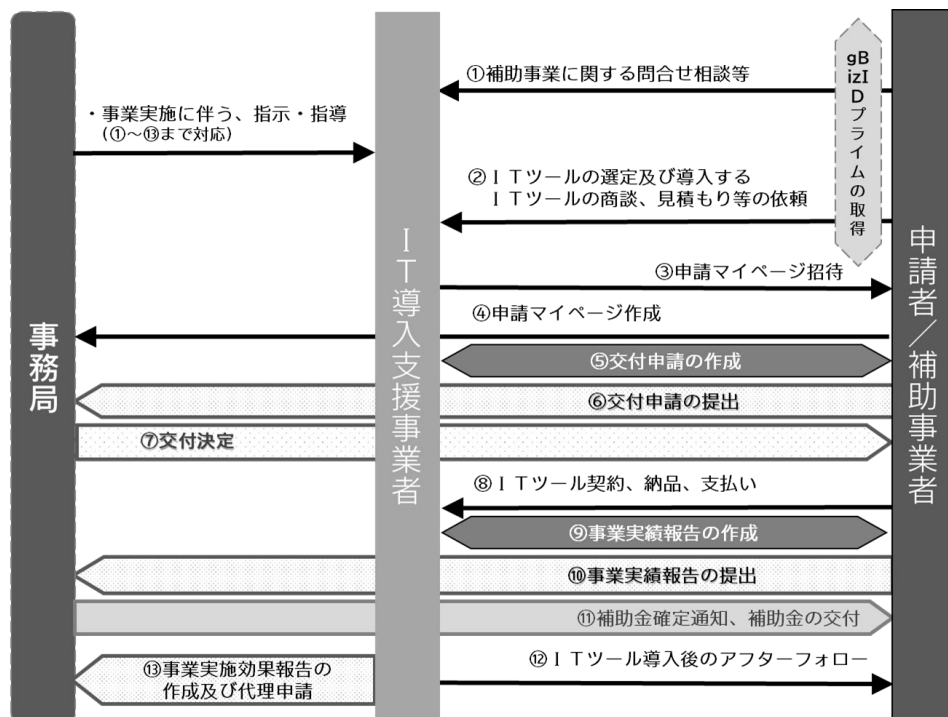 gBizIDプライムの取得
①補助事業に関する問合せ相談等
・事業実施に伴う、指示・指導
（①～⑬まで対応）
②ＩＴツールの選定及び導入する
ＩＴツールの商談、見積もり等の依頼
③申請マイページ招待
④申請マイページ作成
事務局
ＩＴ導入支援事業者
申請者／補助事業者
⑤交付申請の作成
⑥交付申請の提出
⑦交付決定
⑧ＩＴツール契約、納品、支払い
⑨事業実績報告の作成
⑩事業実績報告の提出
⑪補助金確定通知、補助金の交付
⑫ＩＴツール導入後のアフターフォロー
⑬事業実施効果報告の
作成及び代理申請